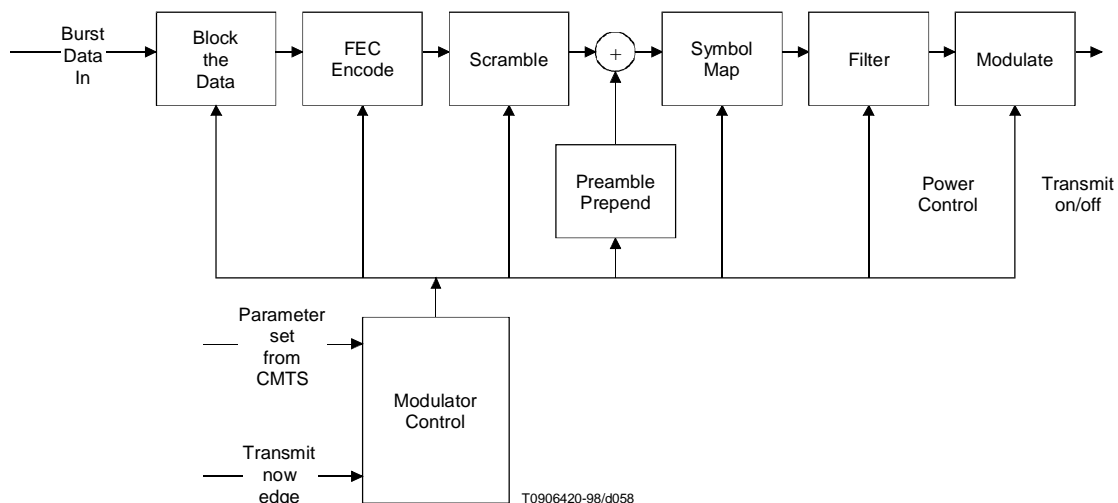 Burst
Data
In
Block
the
Data
FEC
Encode
Scramble
+
Symbol
Map
Filter
Modulate
Preamble
Prepend
Power
Control
Transmit
on/off
Parameter
set
from
CMTS
Modulator
Control
Transmit
now
edge
T0906420-98/d058